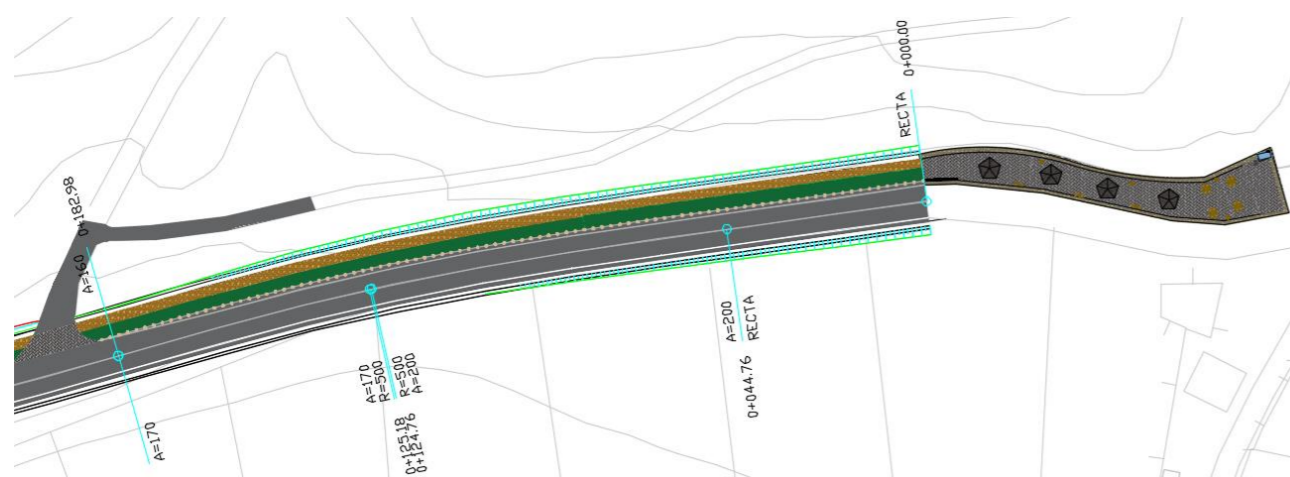 0+182.98
A=160
A=170
A=170
R=500
R=500
A=200
0+125.18
0+124.76
A=200
RECTA
0+044.76
RECTA
0+000.00